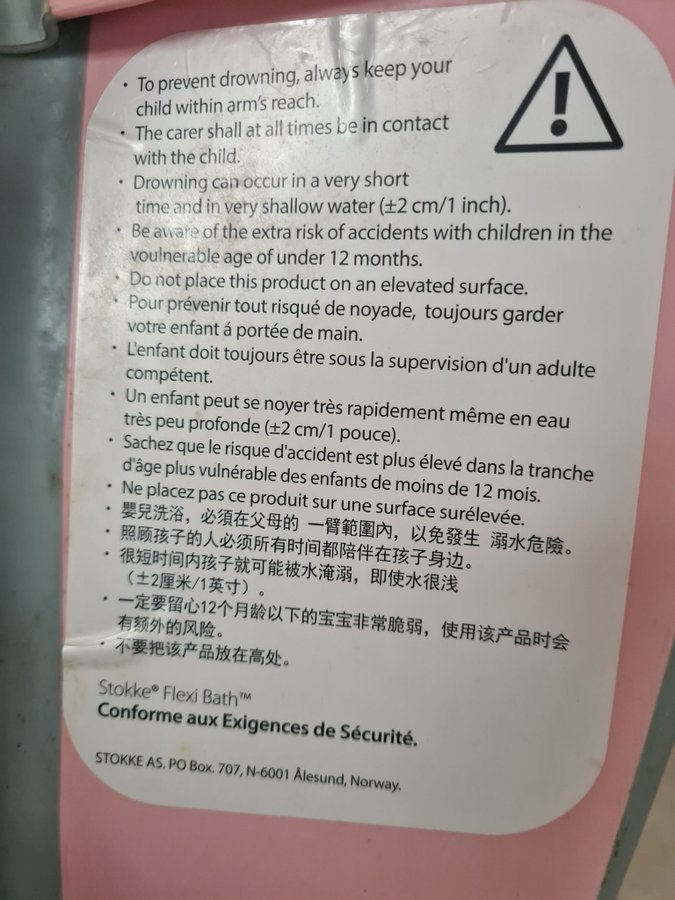 · To prevent drowning, always keep your
child within arm's reach.
· The carer shall at all times be in contact
with the child.
· Drowning can occur in a very short
time and in very shallow water (±2 cm/1 inch).
· Be aware of the extra risk of accidents with children in the
voulnerable age of under 12 months.
· Do not place this product on an elevated surface.
· Pour prévenir tout risqué de noyade, toujours garder
votre enfant á portée de main.
· L'enfant doit toujours être sous la supervision d'un adulte
compétent.
· Un enfant peut se noyer très rapidement même en eau
très peu profonde (±2 cm/1 pouce).
· Sachez que le risque d'accident est plus élevé dans la tranche
d'âge plus vulnérable des enfants de moins de 12 mois.
· Ne placez pas ce produit sur une surface surélevée.
· 嬰兒洗浴，必須在父母的 一臂範圍內，以免發生 溺水危險。
· 照顾孩子的人必须所有时间都陪伴在孩子身边。
· 很短时间内孩子就可能被水淹溺，即使水很浅
（±2厘米/1英寸）。
· 一定要留心12个月龄以下的宝宝非常脆弱，使用该产品时会
有额外的风险。
· 不要把该产品放在高处。
Stokke® Flexi Bath™
Conforme aux Exigences de Sécurité.
STOKKE AS. PO Box. 707, N-6001 Ålesund, Norway.